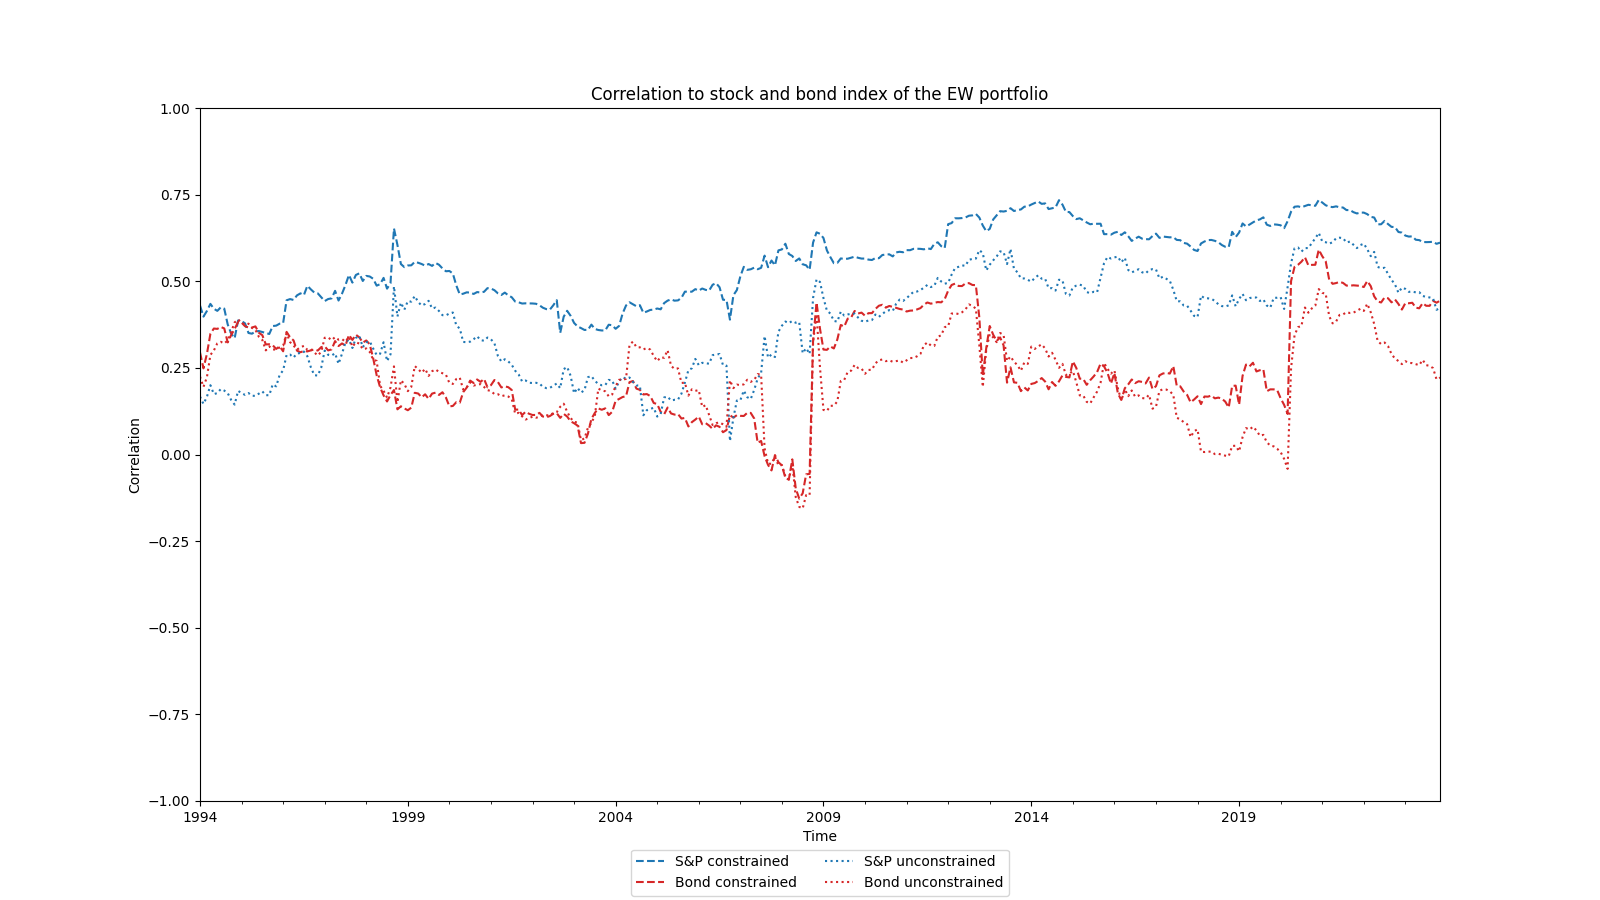 Correlation to stock and bond index of the EW portfolio
1.00
0.75
0.50
0.25
0.00
−0.25
−0.50
−0.75
−1.00
Correlation
1994 1999 2004 2009 2014 2019
Time
S&P constrained S&P unconstrained
Bond constrained Bond unconstrained